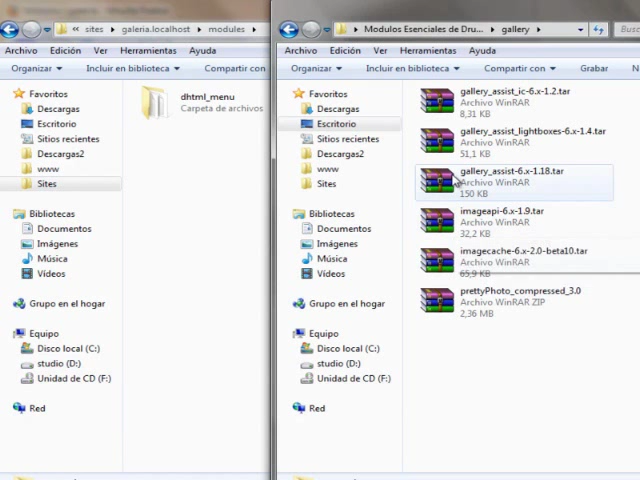 « sites ▸ galeria.localhost ▸ modules ▸
Archivo Edición Ver Herramientas Ayuda
Organizar Incluir en biblioteca Compartir con
Favoritos
Descargas
Escritorio
Sitios recientes
Descargas2
www
Sites
Bibliotecas
Documentos
Imágenes
Música
Vídeos
Grupo en el hogar
Equipo
Disco local (C:)
studio (D:)
Unidad de CD (F:)
Red
dhtml_menu
Carpeta de archivos
▸ Modulos Esenciales de Dru... ▸ gallery ▸
Archivo Edición Ver Herramientas Ayuda
Organizar Incluir en biblioteca Compartir con Grabar
Favoritos
Descargas
Escritorio
Sitios recientes
Descargas2
www
Sites
Bibliotecas
Documentos
Imágenes
Música
Vídeos
Grupo en el hogar
Equipo
Disco local (C:)
studio (D:)
Unidad de CD (F:)
Red
gallery_assist_ic-6.x-1.2.tar
Archivo WinRAR
8,31 KB
gallery_assist_lightboxes-6.x-1.4.tar
Archivo WinRAR
51,1 KB
gallery_assist-6.x-1.18.tar
Archivo WinRAR
150 KB
imageapi-6.x-1.9.tar
Archivo WinRAR
32,2 KB
imagecache-6.x-2.0-beta10.tar
Archivo WinRAR
65,9 KB
prettyPhoto_compressed_3.0
Archivo WinRAR ZIP
2,36 MB